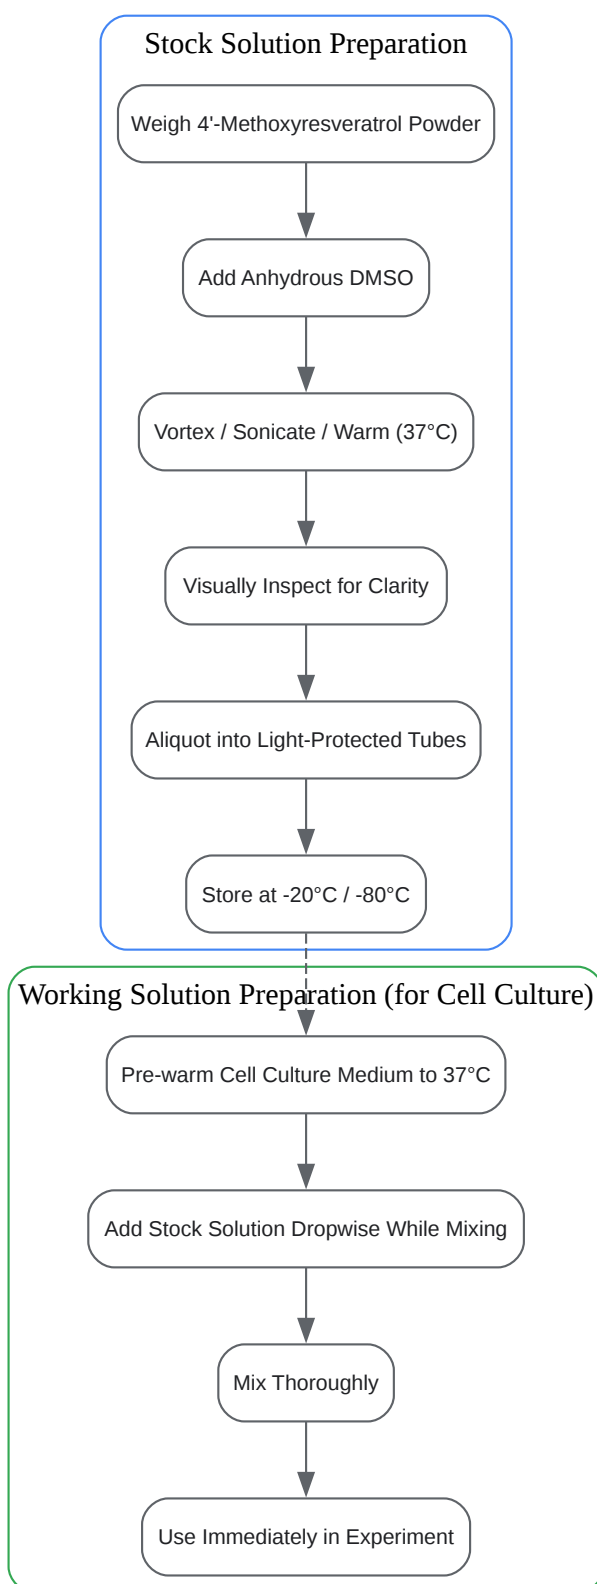 Stock Solution Preparation
Weigh 4'-Methoxyresveratrol Powder
Add Anhydrous DMSO
Vortex / Sonicate / Warm (37°C)
Visually Inspect for Clarity
Aliquot into Light-Protected Tubes
Store at -20°C / -80°C
Working Solution Preparation (for Cell Culture)
Pre-warm Cell Culture Medium to 37°C
Add Stock Solution Dropwise While Mixing
Mix Thoroughly
Use Immediately in Experiment